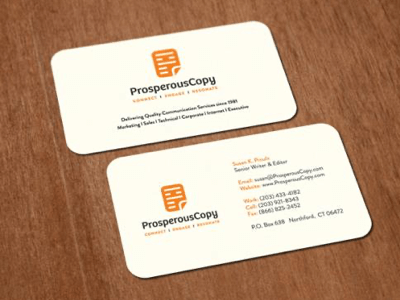 ProsperousCopy
CONNECT | ENGAGE | RESONATE
Delivering Quality Communication Services since 1981
Marketing | Sales | Technical | Corporate | Internet | Executive
Susan R.
Senior Writer & Editor
Email: susan@ProsperousCopy.com
Website: www.ProsperousCopy.com
Work: (203) 433-4182
Cell: (203) 921-8343
Fax: (866) 825-2452
P.O. Box 638 Northford, CT 06472
ProsperousCopy
CONNECT | ENGAGE | RESONATE